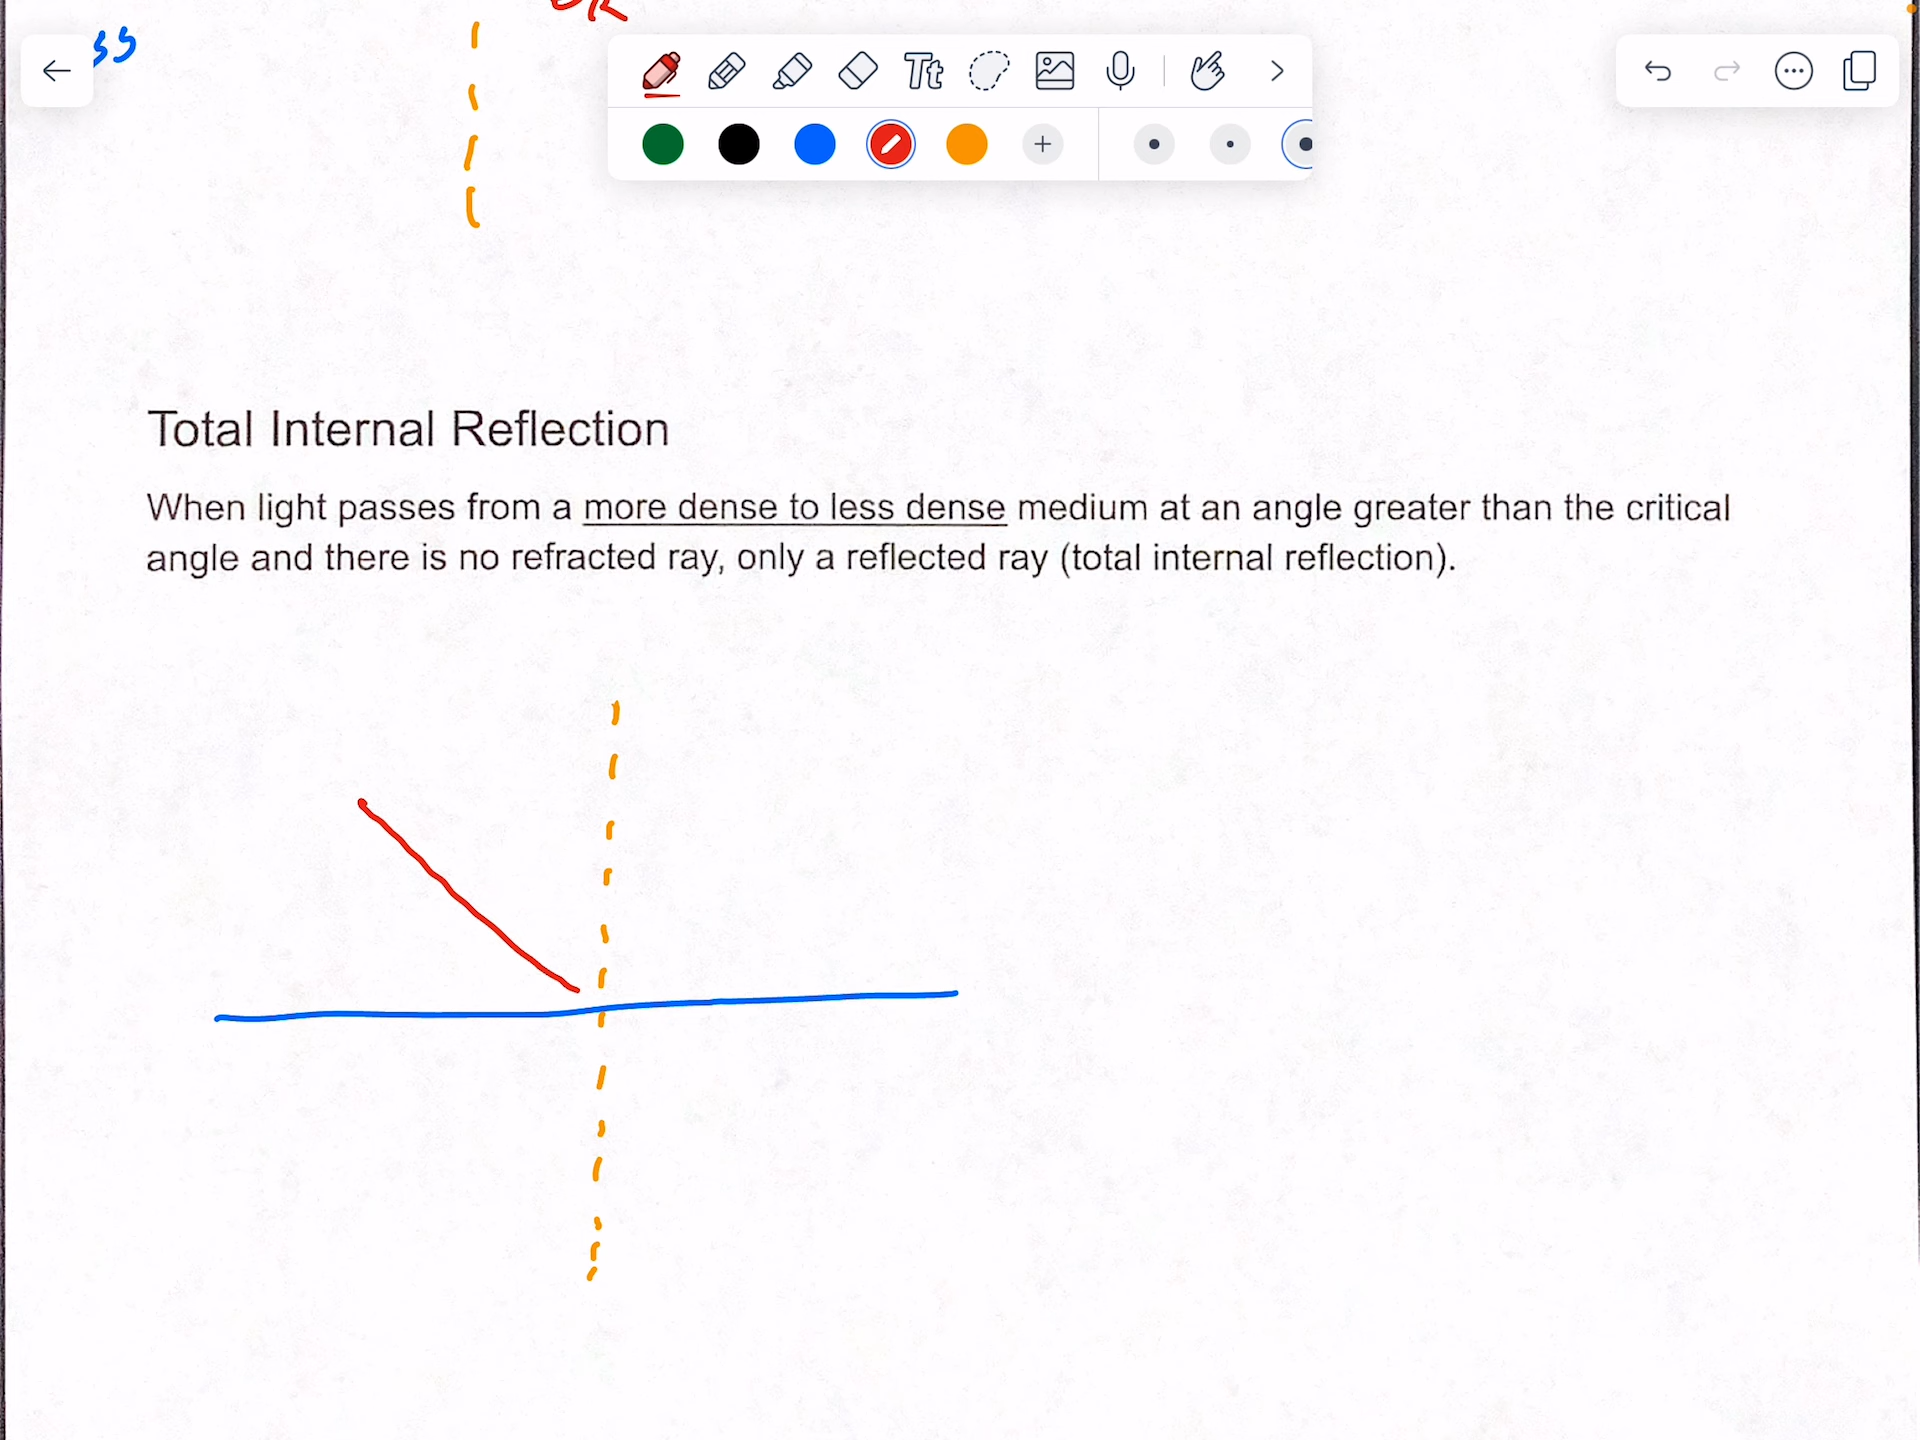 Tt
Total Internal Reflection
When light passes from a more dense to less dense medium at an angle greater than the critical
angle and there is no refracted ray, only a reflected ray (total internal reflection).